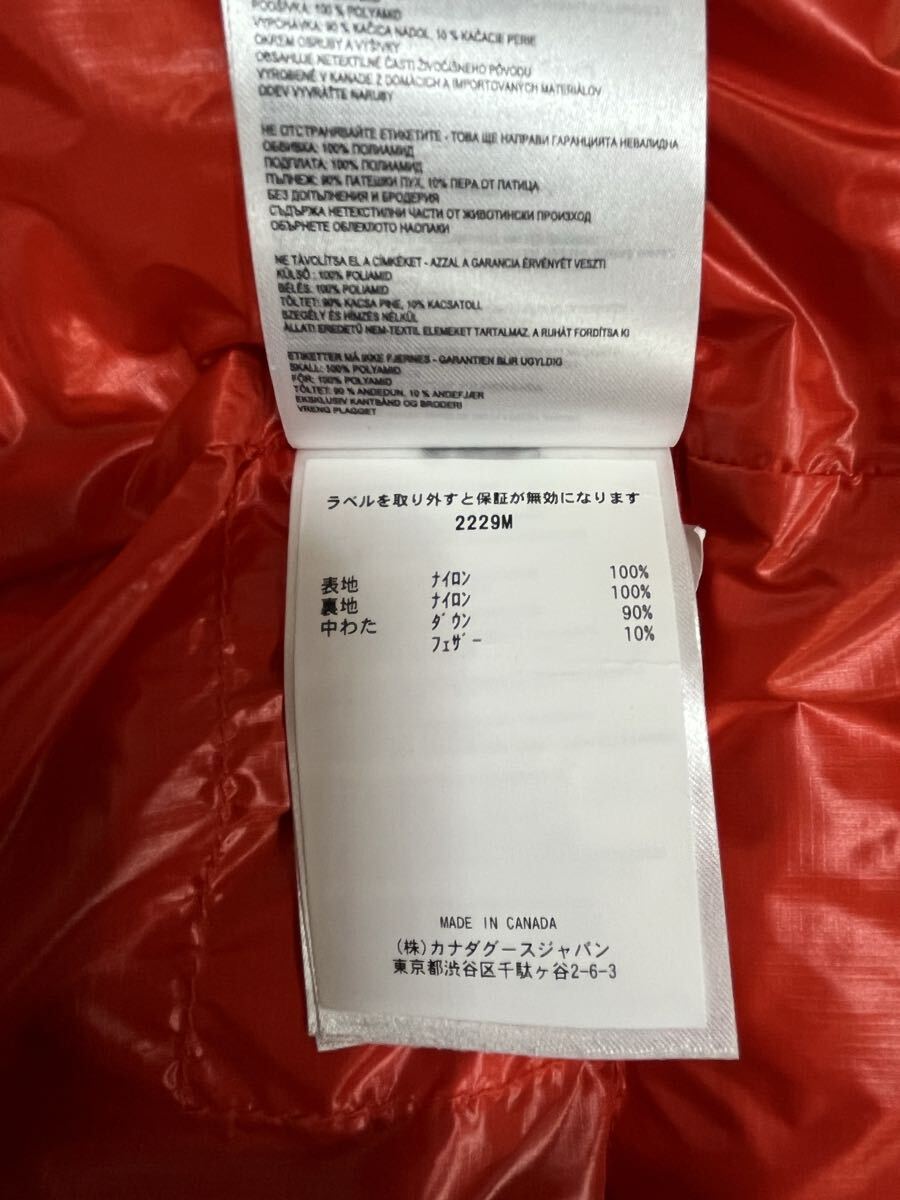 PODŠÍVKA: 100 % POLYAMID
VÝPCHÁVKA: 90 % KAČICA NADOL, 10 % KAČACIE PERIE
OKREM OBRUBY A VÝŠIVKY
OBSAHUJE NETEXTILNÉ ČASTI ŽIVOČÍŠNEHO PÔVODU
VYROBENÉ V KANADE Z DOMÁCICH A IMPORTOVANÝCH MATERIÁLOV
ODEV VYVRÁŤTE NARUBY
НЕ ОТСТРАНЯВАЙТЕ ЕТИКЕТИТЕ - ТОВА ЩЕ НАПРАВИ ГАРАНЦИЯТА НЕВАЛИДНА
ОБВИВКА: 100% ПОЛИАМИД
ПОДПЛАТА: 100% ПОЛИАМИД
ПЪЛНЕЖ: 90% ПАТЕШКИ ПУХ, 10% ПЕРА ОТ ПАТИЦА
БЕЗ ДОПЪЛНЕНИЯ И БРОДЕРИЯ
СЪДЪРЖА НЕТЕКСТИЛНИ ЧАСТИ ОТ ЖИВОТИНСКИ ПРОИЗХОД
ОБЪРНЕТЕ ОБЛЕКЛОТО НАОПАКИ
NE TÁVOLÍTSA EL A CÍMKÉKET - AZZAL A GARANCIA ÉRVÉNYÉT VESZTI
KÜLSŐ : 100% POLIAMID
BÉLÉS: 100% POLIAMID
TÖLTET: 90% KACSA PIHE, 10% KACSATOLL
SZEGÉLY ÉS HÍMZÉS NÉLKÜL
ÁLLATI EREDETŰ NEM-TEXTIL ELEMEKET TARTALMAZ. A RUHÁT FORDÍTSA KI
ETIKETTER MÅ IKKE FJERNES - GARANTIEN BLIR UGYLDIG
SKALL: 100% POLYAMID
FÔR: 100% POLYAMID
TÖLTET: 90 % ANDEDUN, 10 % ANDEFJÆR
EKSKLUSIV KANTBÅND OG BRODERI
VRENG PLAGGET
ラベルを取り外すと保証が無効になります
2229M
表地 ﾅｲﾛﾝ 100%
裏地 ﾅｲﾛﾝ 100%
中わた ﾀﾞｳﾝ 90%
ﾌｪｻﾞｰ 10%
MADE IN CANADA
(株)カナダグースジャパン
東京都渋谷区千駄ヶ谷2-6-3